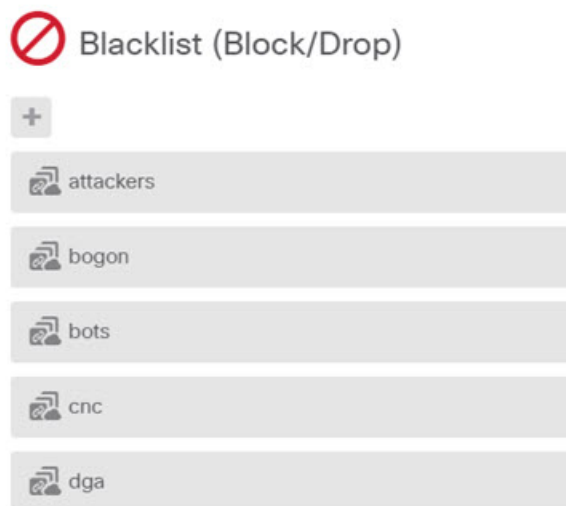 Blacklist (Block/Drop)
+
attackers
bogon
bots
cnc
dga